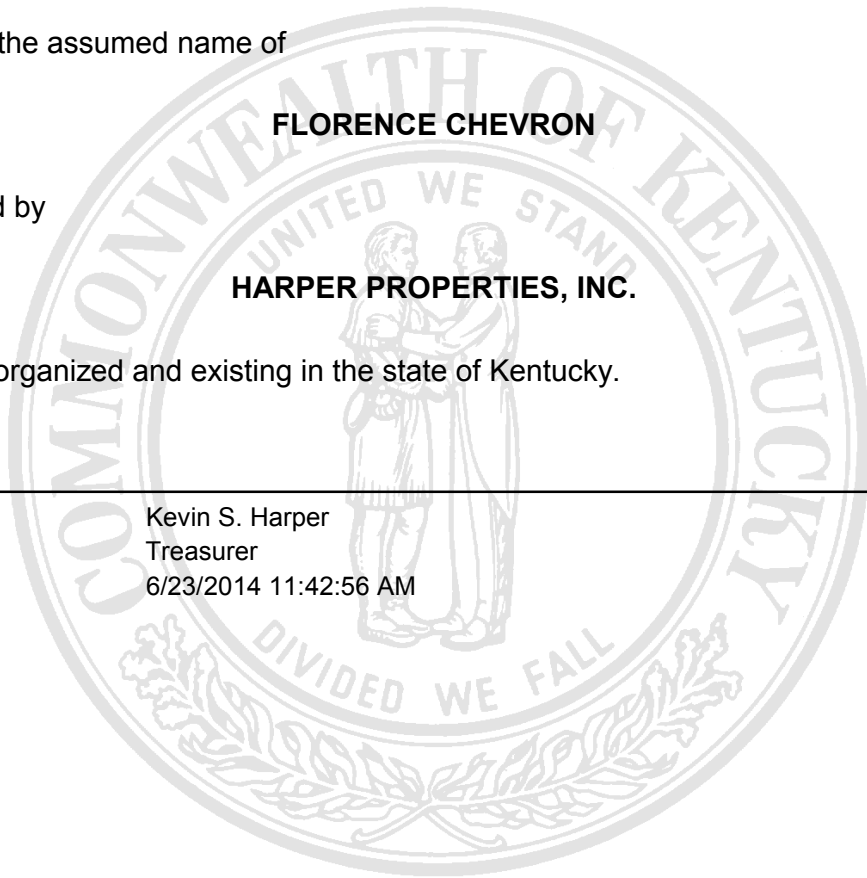 the assumed name of
FLORENCE CHEVRON
d by
HARPER PROPERTIES, INC.
organized and existing in the state of Kentucky.
Kevin S. Harper
Treasurer
6/23/2014 11:42:56 AM
COMMONWEALTH OF KENTUCKY
UNITED WE STAND
DIVIDED WE FALL